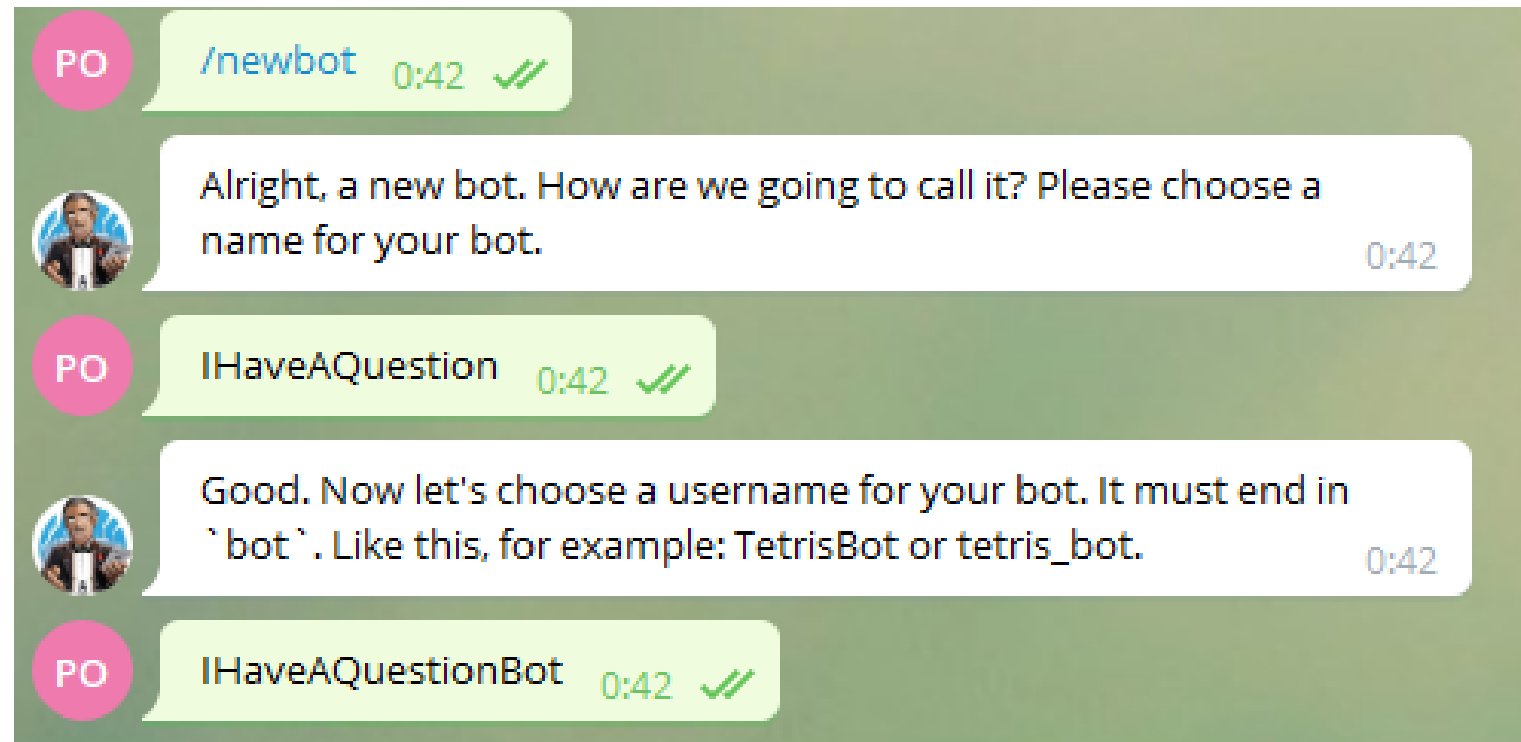 PO
/newbot 0:42
Alright, a new bot. How are we going to call it? Please choose a
name for your bot.
0:42
PO
IHaveAQuestion 0:42
Good. Now let's choose a username for your bot. It must end in
`bot`. Like this, for example: TetrisBot or tetris_bot.
0:42
PO
IHaveAQuestionBot 0:42